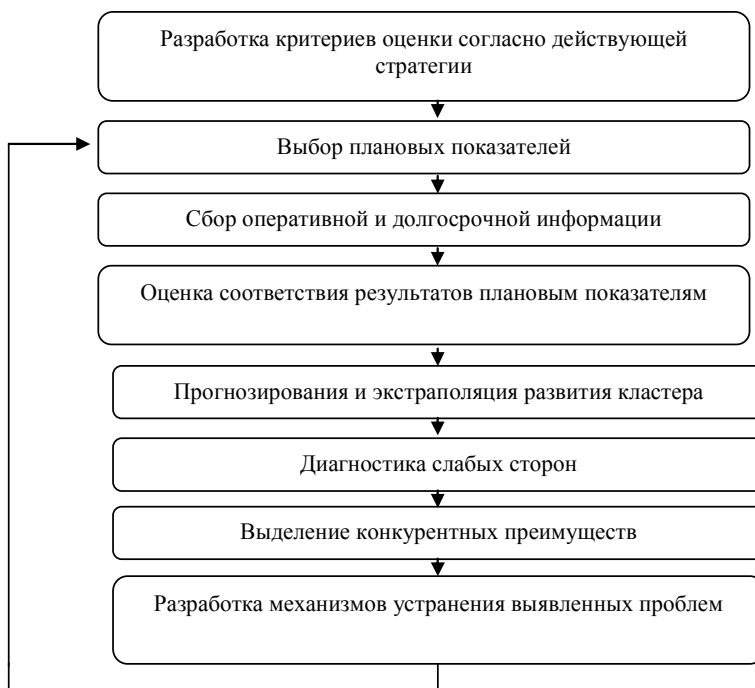 Разработка критериев оценки согласно действующей
стратегии
Выбор плановых показателей
Сбор оперативной и долгосрочной информации
Оценка соответствия результатов плановым показателям
Прогнозирования и экстраполяция развития кластера
Диагностика слабых сторон
Выделение конкурентных преимуществ
Разработка механизмов устранения выявленных проблем